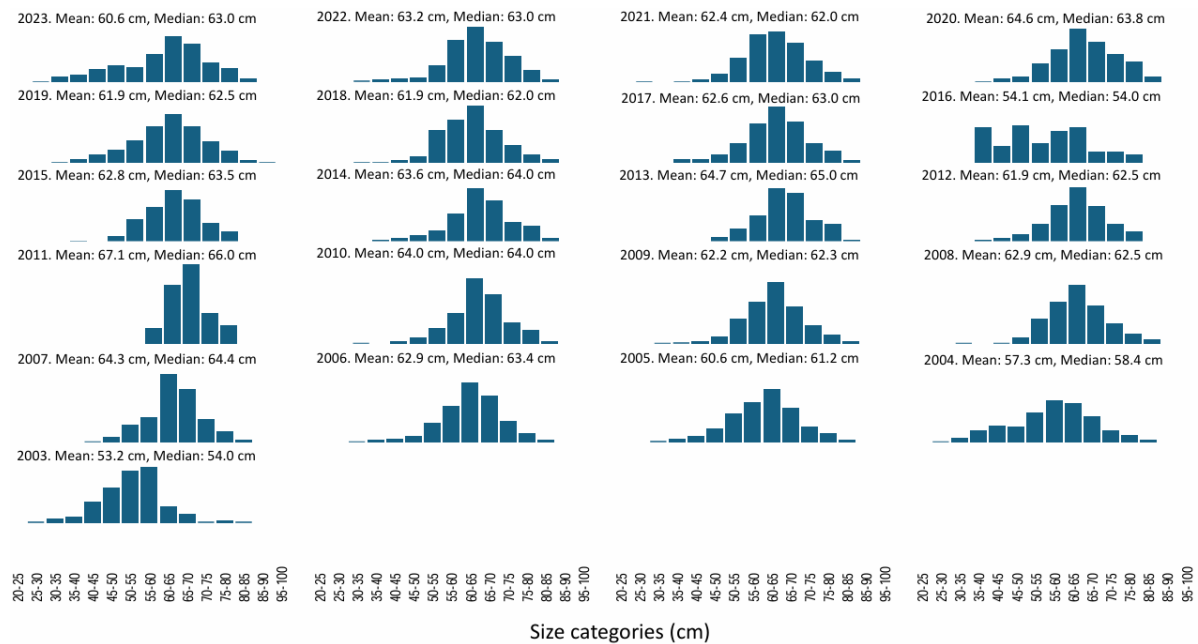 2023. Mean: 60.6 cm, Median: 63.0 cm
2022. Mean: 63.2 cm, Median: 63.0 cm
2021. Mean: 62.4 cm, Median: 62.0 cm
2020. Mean: 64.6 cm, Median: 63.8 cm
2019. Mean: 61.9 cm, Median: 62.5 cm
2018. Mean: 61.9 cm, Median: 62.0 cm
2017. Mean: 62.6 cm, Median: 63.0 cm
2016. Mean: 54.1 cm, Median: 54.0 cm
2015. Mean: 62.8 cm, Median: 63.5 cm
2014. Mean: 63.6 cm, Median: 64.0 cm
2013. Mean: 64.7 cm, Median: 65.0 cm
2012. Mean: 61.9 cm, Median: 62.5 cm
2011. Mean: 67.1 cm, Median: 66.0 cm
2010. Mean: 64.0 cm, Median: 64.0 cm
2009. Mean: 62.2 cm, Median: 62.3 cm
2008. Mean: 62.9 cm, Median: 62.5 cm
2007. Mean: 64.3 cm, Median: 64.4 cm
2006. Mean: 62.9 cm, Median: 63.4 cm
2005. Mean: 60.6 cm, Median: 61.2 cm
2004. Mean: 57.3 cm, Median: 58.4 cm
2003. Mean: 53.2 cm, Median: 54.0 cm
20-25
25-30
30-35
35-40
40-45
45-50
50-55
55-60
60-65
65-70
70-75
75-80
80-85
85-90
95-100
20-25
25-30
30-35
35-40
40-45
45-50
50-55
55-60
60-65
65-70
70-75
75-80
80-85
85-90
95-100
20-25
25-30
30-35
35-40
40-45
45-50
50-55
55-60
60-65
65-70
70-75
75-80
80-85
85-90
95-100
20-25
25-30
30-35
35-40
40-45
45-50
50-55
55-60
60-65
65-70
70-75
75-80
80-85
85-90
95-100
Size categories (cm)